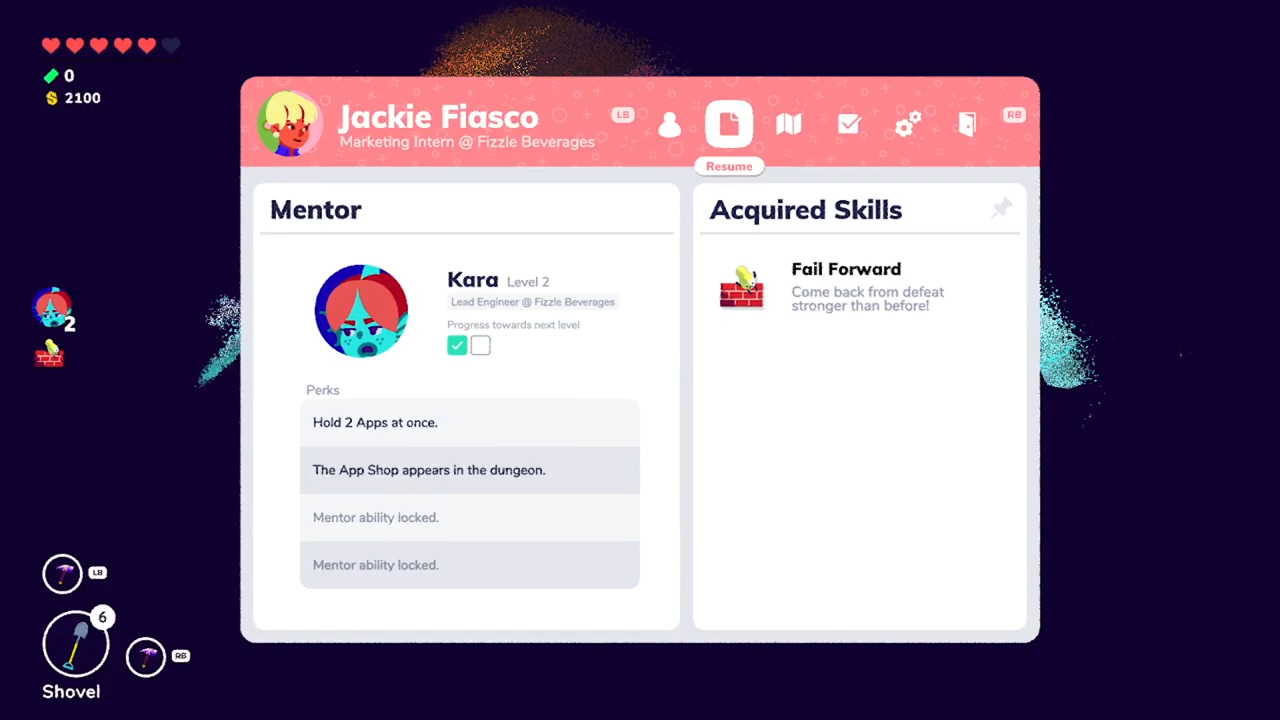 0
2100
Jackie Fiasco
Marketing Intern @ Fizzle Beverages
LB
RB
Resume
Mentor
Kara Level 2
Lead Engineer @ Fizzle Beverages
Progress towards next level
Perks
Hold 2 Apps at once.
The App Shop appears in the dungeon.
Mentor ability locked.
Mentor ability locked.
Acquired Skills
Fail Forward
Come back from defeat
stronger than before!
2
LB
6
RB
Shovel